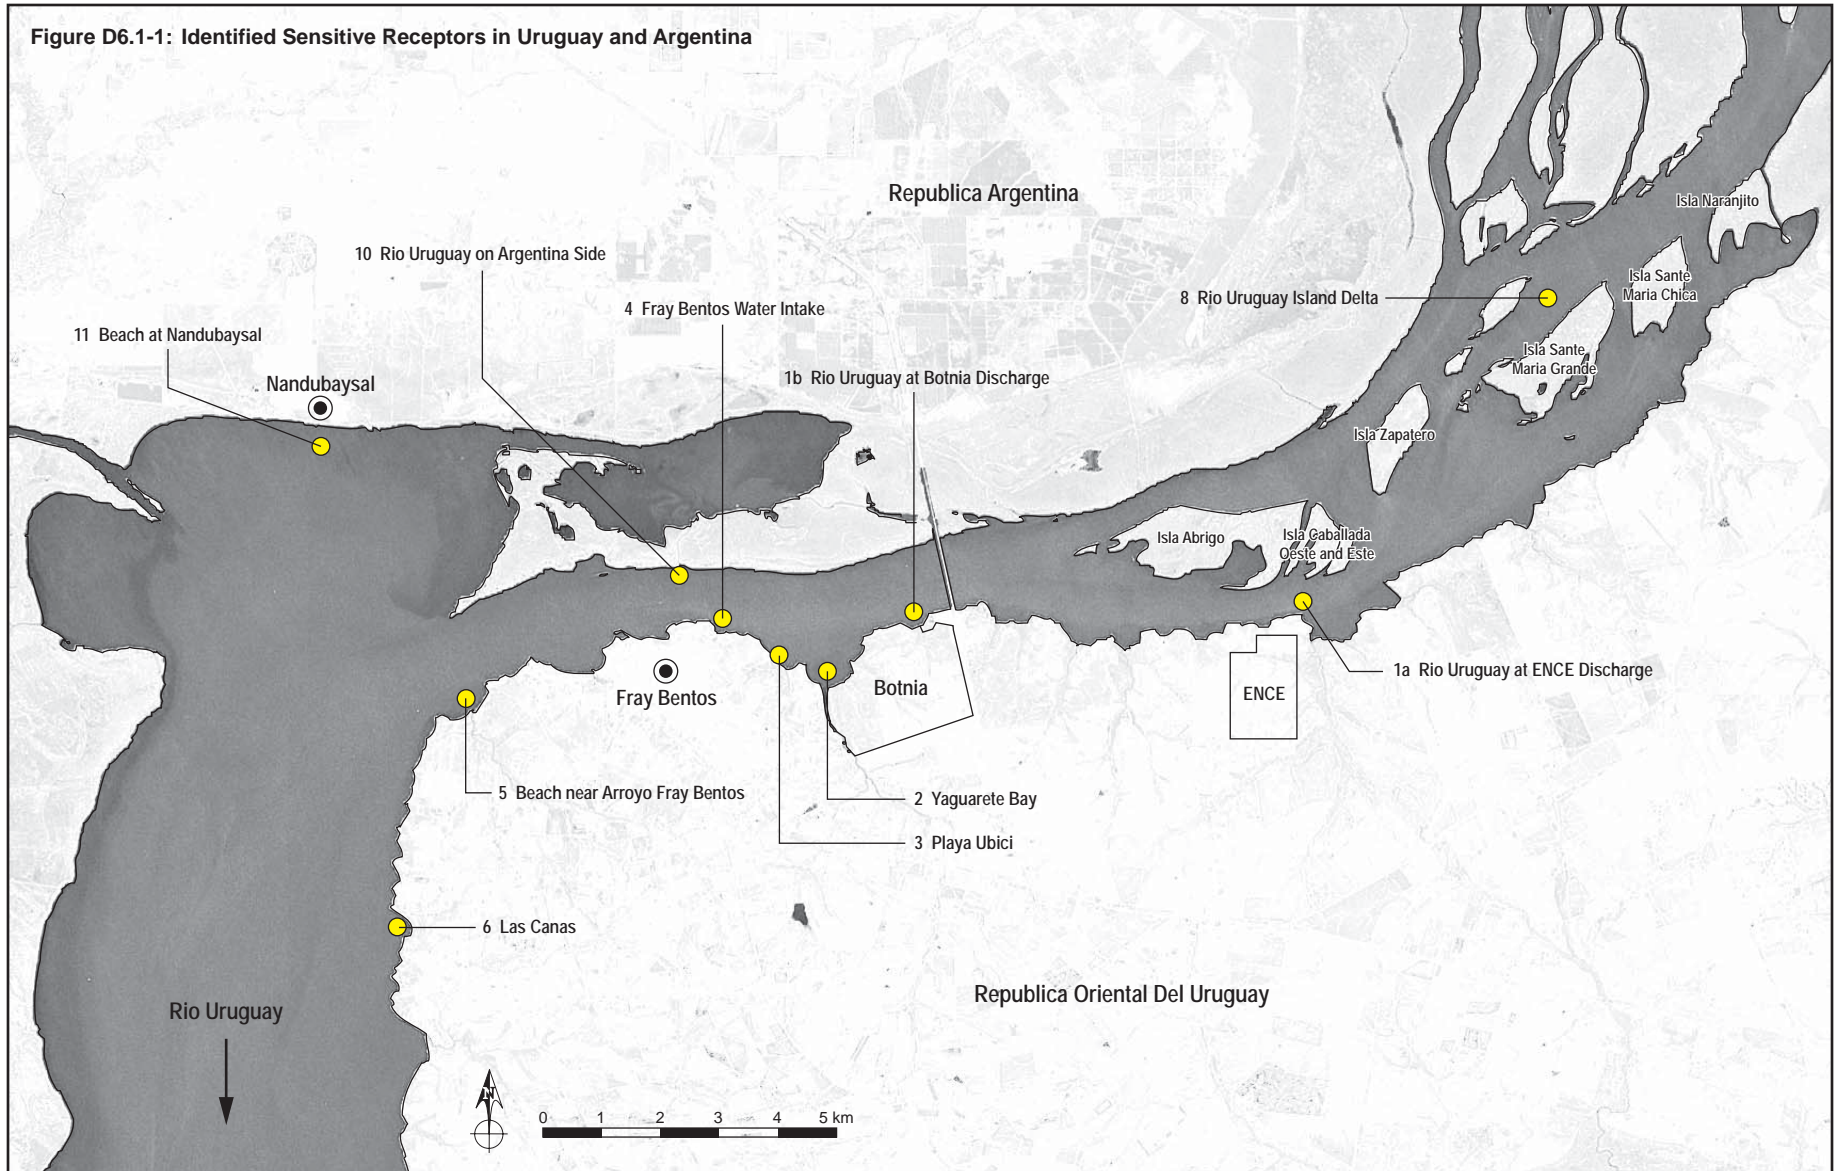 Figure D6.1-1: Identified Sensitive Receptors in Uruguay and Argentina
Republica Argentina
Isla Naranjito
10 Rio Uruguay on Argentina Side
Isla Sante
Maria Chica
8 Rio Uruguay Island Delta
4 Fray Bentos Water Intake
11 Beach at Nandubaysal
Isla Sante
Maria Grande
Nandubaysal
1b Rio Uruguay at Botnia Discharge
Isla Zapatero
Isla Abrigo
Isla Caballada
Oeste and Este
1a Rio Uruguay at ENCE Discharge
Botnia
ENCE
Fray Bentos
5 Beach near Arroyo Fray Bentos
2 Yaguarete Bay
3 Playa Ubici
6 Las Canas
Republica Oriental Del Uruguay
Rio Uruguay
N
0 1 2 3 4 5 km